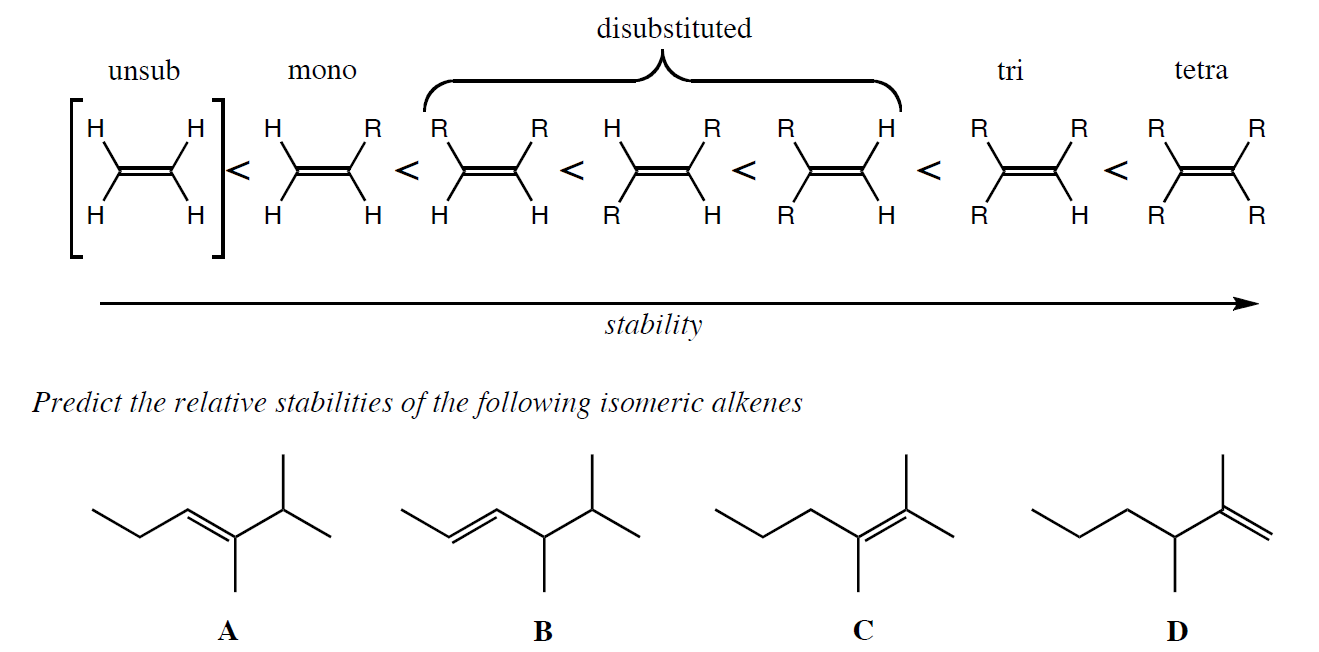 disubstituted
unsub mono tri tetra
H H H R R R H R R H R R R R
< < < < < <
H H H H H H R H R H R H R R
stability
Predict the relative stabilities of the following isomeric alkenes
A B C D